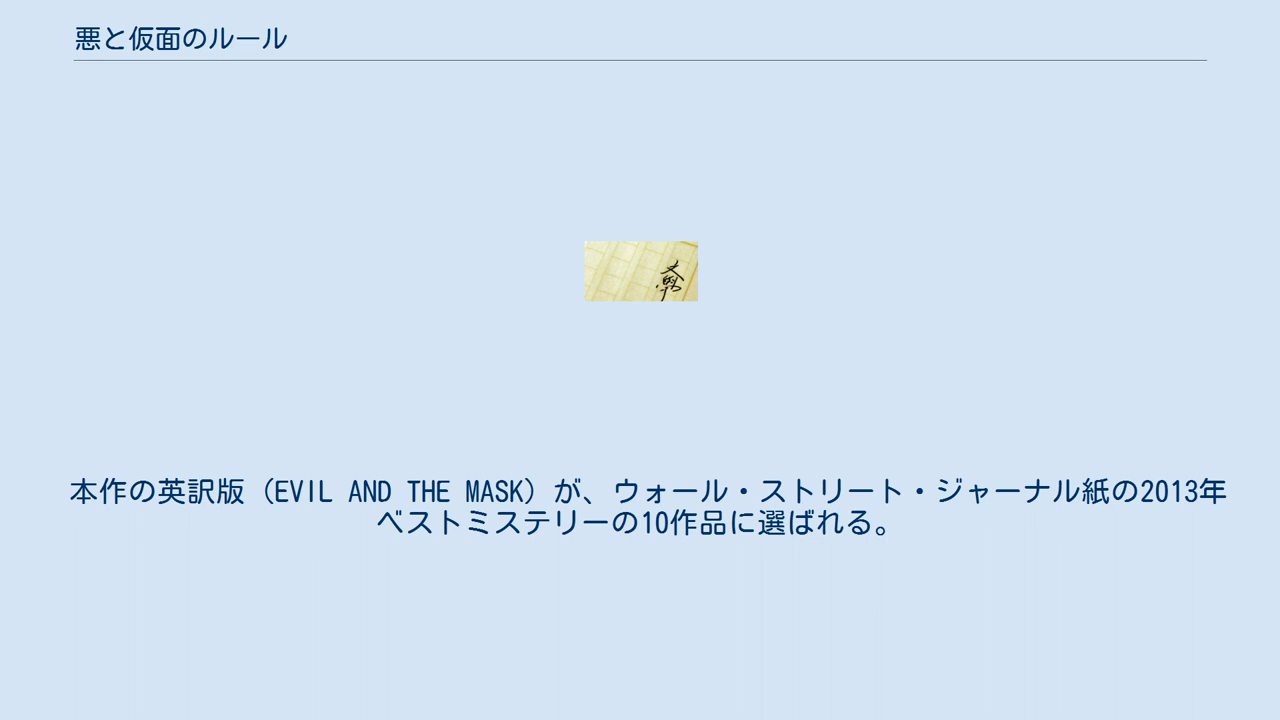 悪と仮面のルール
本作の英訳版（EVIL AND THE MASK）が、ウォール・ストリート・ジャーナル紙の2013年
ベストミステリーの10作品に選ばれる。